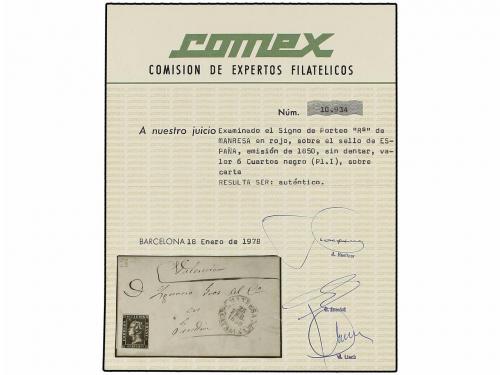 comex
COMISION DE EXPERTOS FILATELICOS
Núm. 10.934
A nuestro juicio Examinado el Signo de Porteo "Rª" de
MANRESA en rojo, sobre el sello de ES-
PAÑA, emisión de 1850, sin dentar, va-
lor 6 Cuartos negro (Pl.I), sobre
carta
RESULTA SER: auténtico.
BARCELONA 18 Enero de 1978
Valencia
D.